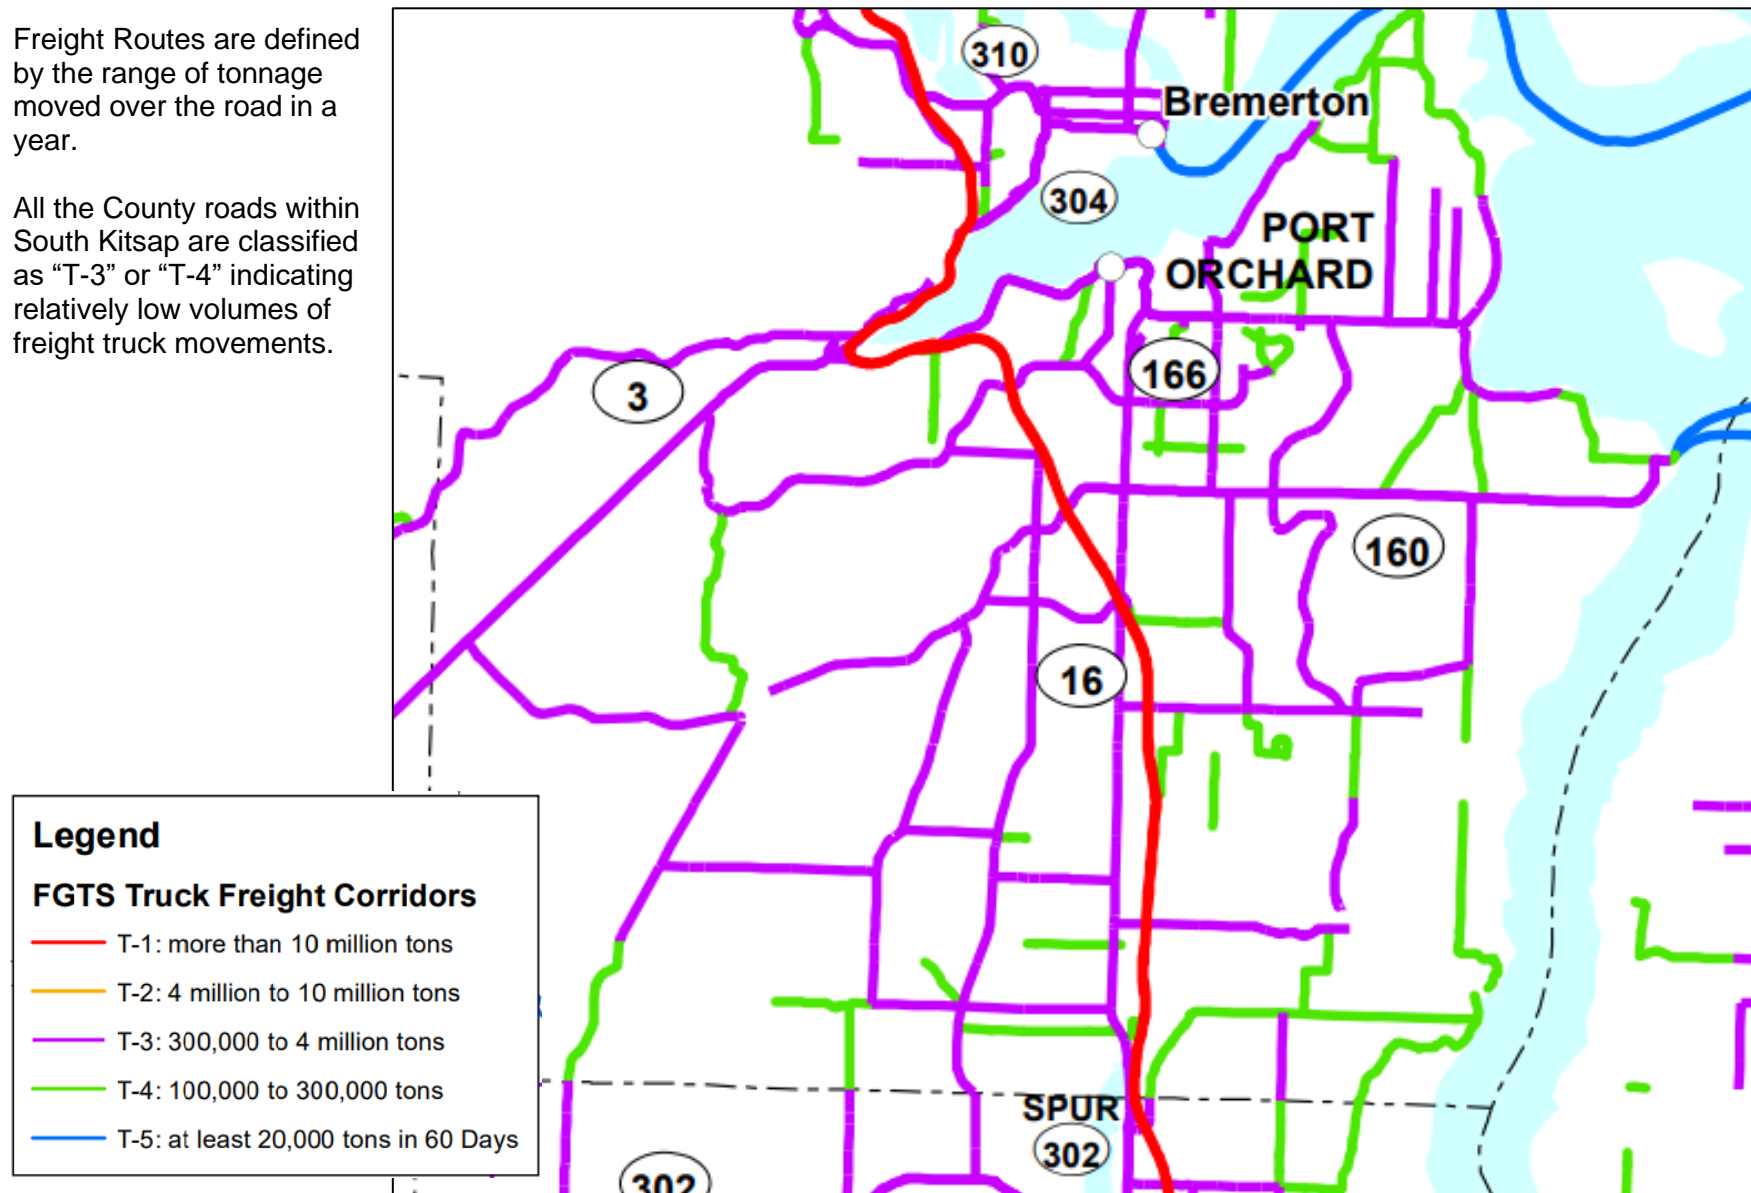 Freight Routes are defined
by the range of tonnage
moved over the road in a
year.
All the County roads within
South Kitsap are classified
as “T-3” or “T-4” indicating
relatively low volumes of
freight truck movements.
310
Bremerton
304
PORT
ORCHARD
3
166
160
16
SPUR
302
302
Legend
FGTS Truck Freight Corridors
T-1: more than 10 million tons
T-2: 4 million to 10 million tons
T-3: 300,000 to 4 million tons
T-4: 100,000 to 300,000 tons
T-5: at least 20,000 tons in 60 Days